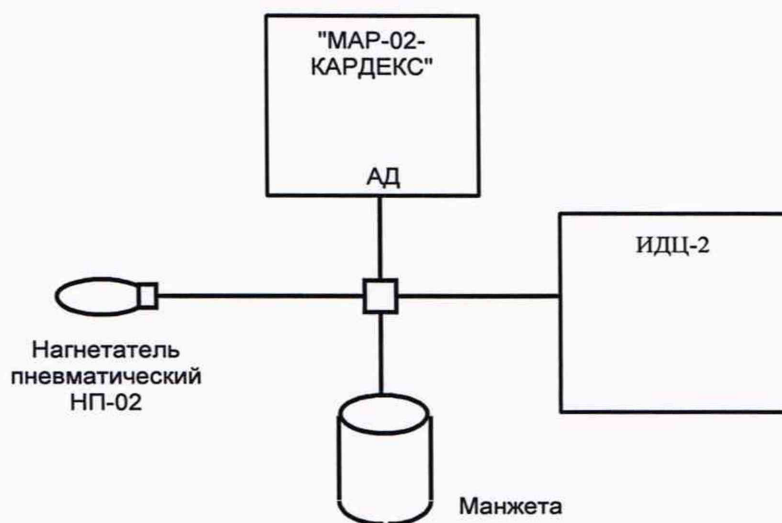 "МАР-02-
КАРДЕКС"
АД
ИДЦ-2
Нагнетатель
пневматический
НП-02
Манжета